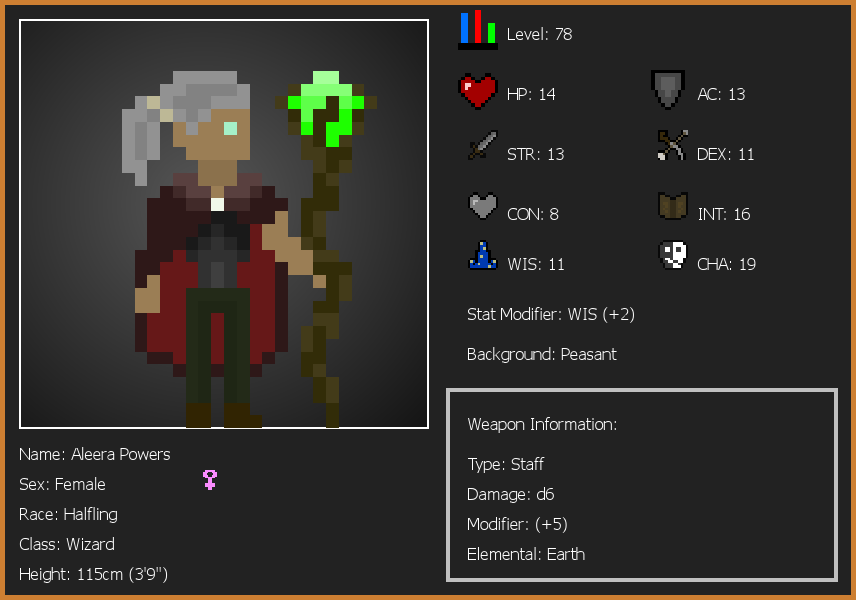 Level: 78
HP: 14
AC: 13
STR: 13
DEX: 11
CON: 8
INT: 16
WIS: 11
CHA: 19
Stat Modifier: WIS (+2)
Background: Peasant
Weapon Information:
Type: Staff
Damage: d6
Modifier: (+5)
Elemental: Earth
Name: Aleera Powers
Sex: Female
Race: Halfling
Class: Wizard
Height: 115cm (3'9")